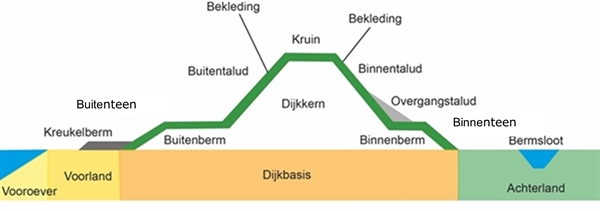 Bekleding
Bekleding
Kruin
Buitentalud
Binnentalud
Buitenteen
Dijkkern
Overgangstalud
Binnenteen
Kreukelberm
Buitenberm
Binnenberm
Bermsloot
Vooroever
Voorland
Dijkbasis
Achterland